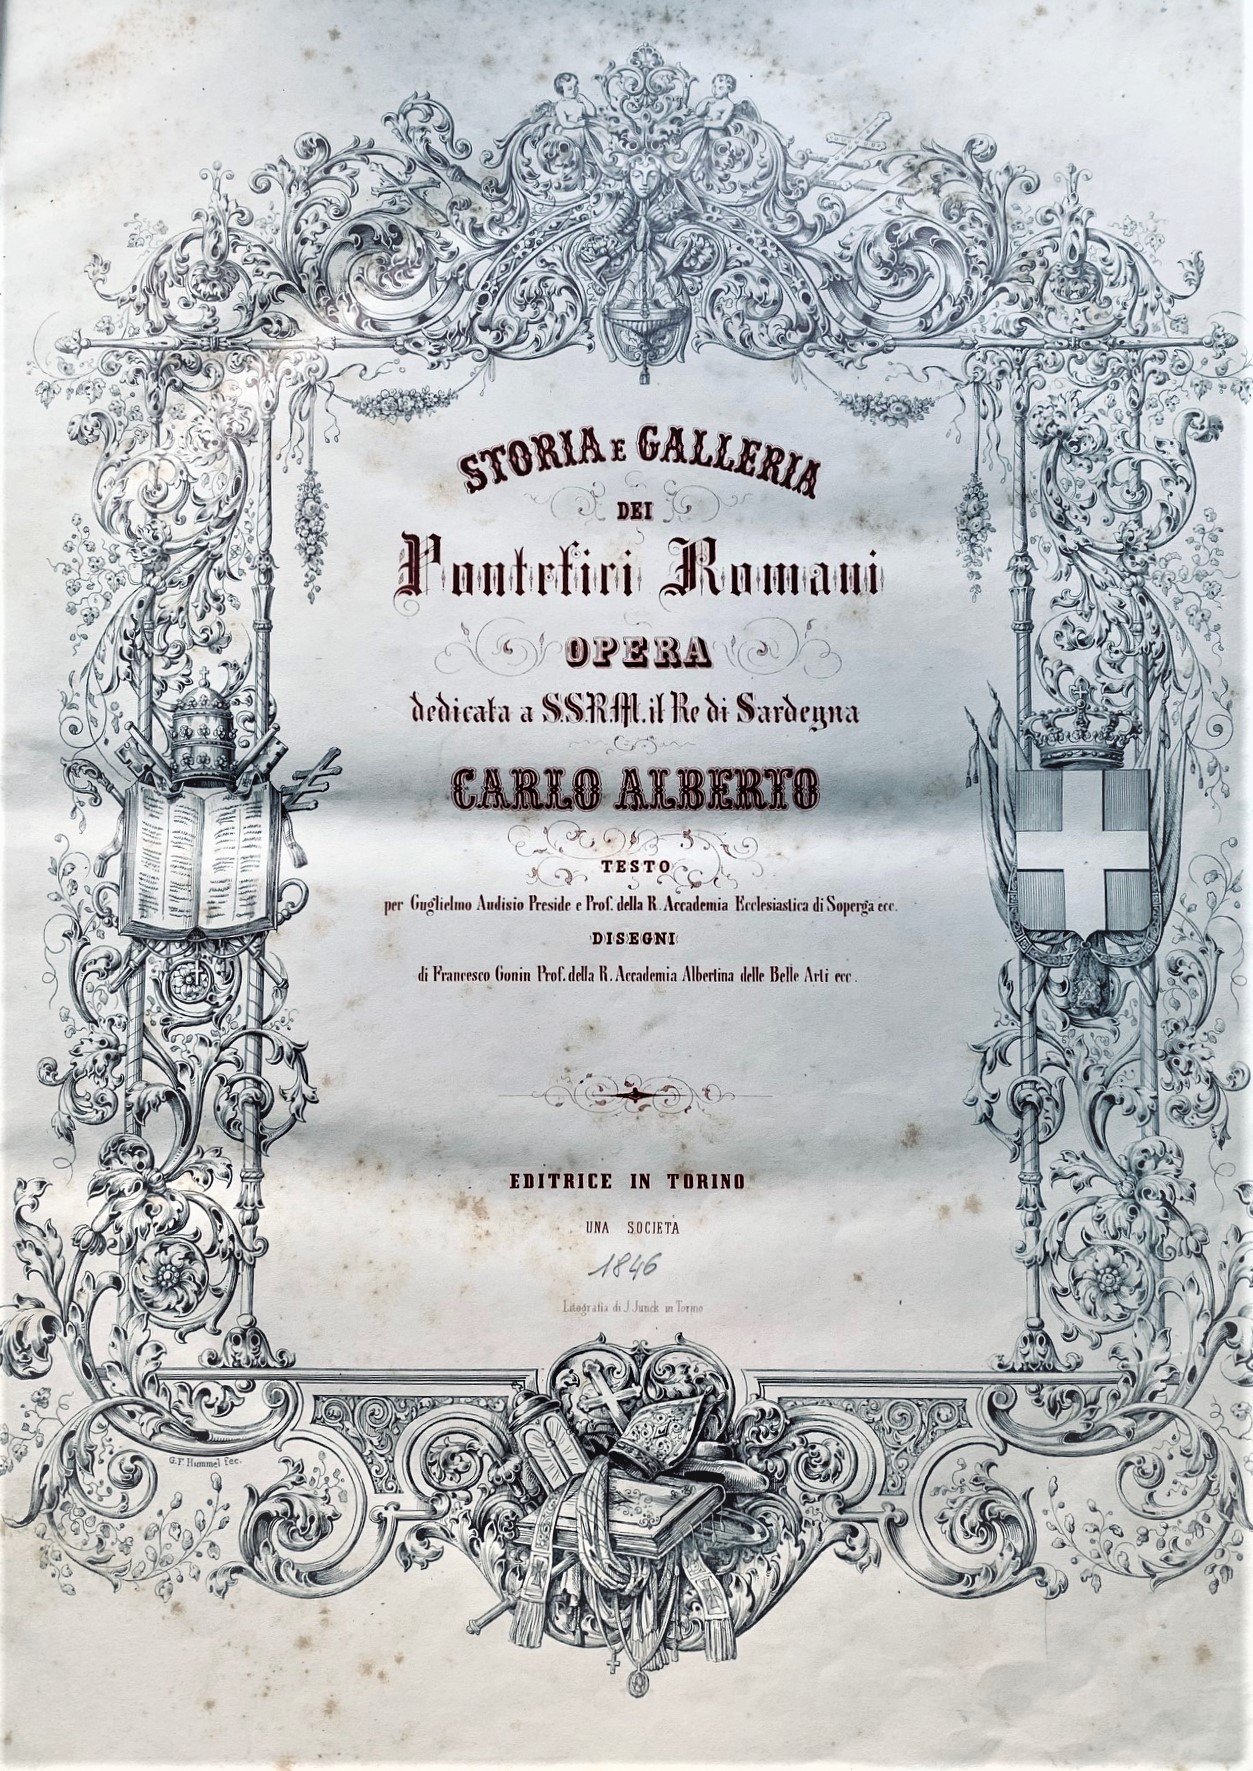 STORIA E GALLERIA
DEI
Pontefici Romani
OPERA
dedicata a S.S.R.M. il Re di Sardegna
CARLO ALBERTO
TESTO
per Guglielmo Audisio Preside e Prof. della R. Accademia Ecclesiastica di Soperga ecc.
DISEGNI
di Francesco Gonin Prof. della R. Accademia Albertina delle Belle Arti ecc.
EDITRICE IN TORINO
UNA SOCIETÀ
1846
Litografia di J. Junck in Torino
G. F. Hummel fec.